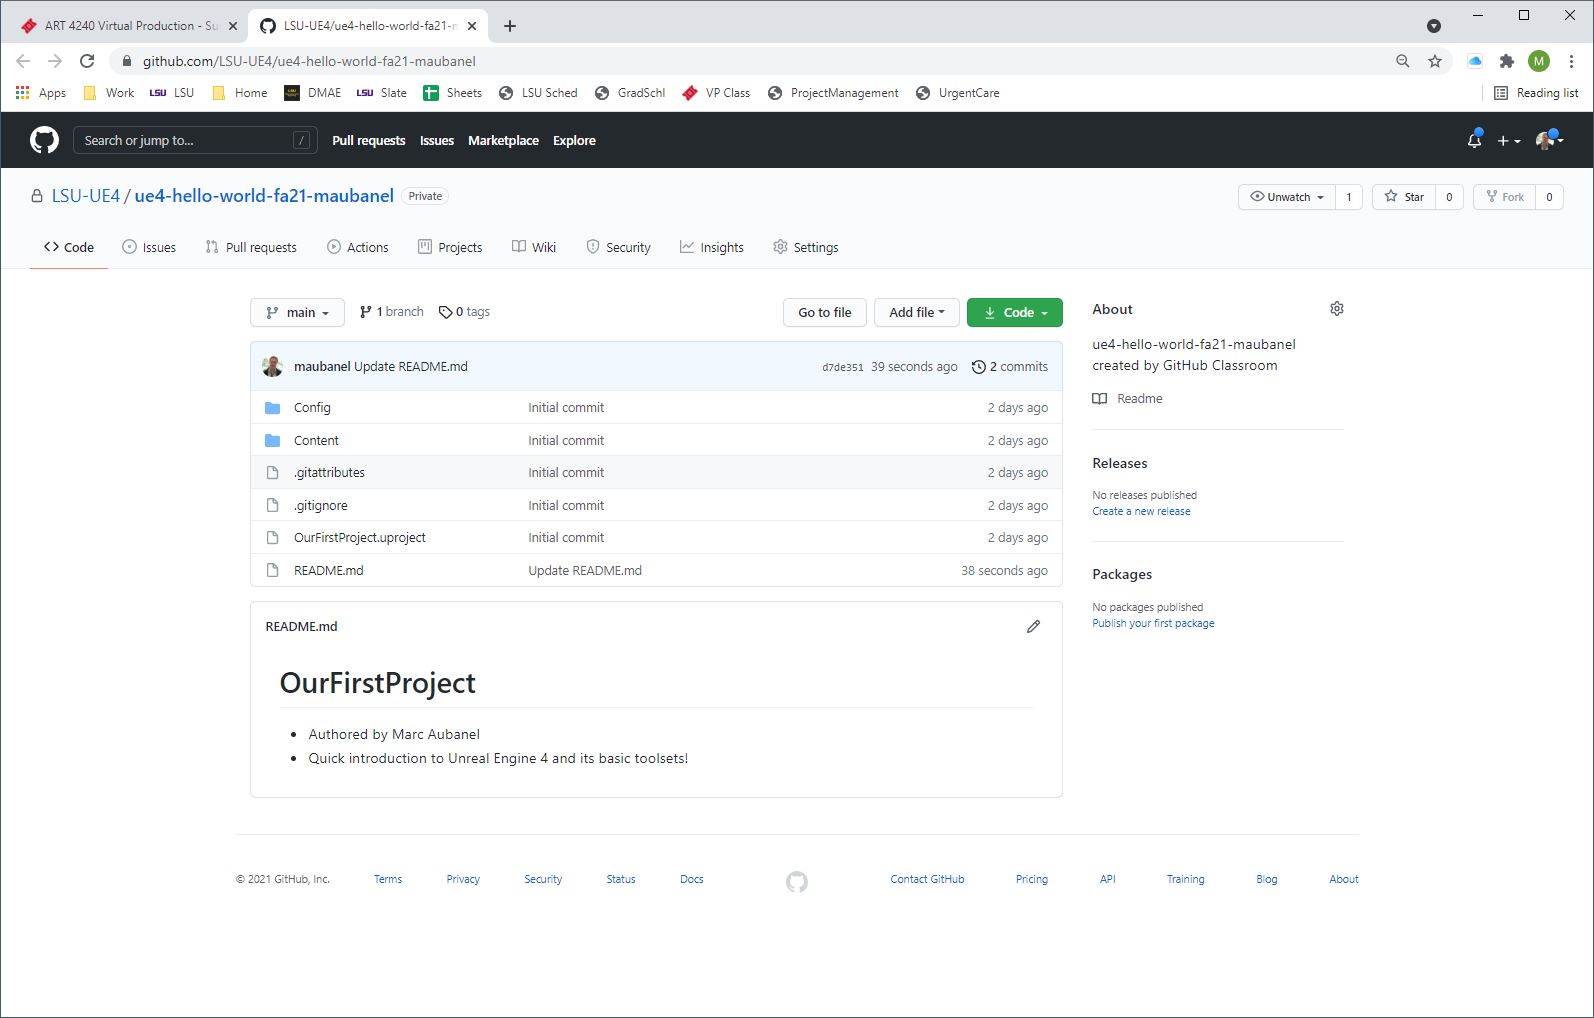 ART 4240 Virtual Production - Su
LSU-UE4/ue4-hello-world-fa21-m
github.com/LSU-UE4/ue4-hello-world-fa21-maubanel
M
Apps Work LSU LSU Home DMAE LSU Slate Sheets LSU Sched GradSchl VP Class ProjectManagement UrgentCare Reading list
Search or jump to... / Pull requests Issues Marketplace Explore
LSU-UE4 / ue4-hello-world-fa21-maubanel Private Unwatch 1 Star 0 Fork 0
Code Issues Pull requests Actions Projects Wiki Security Insights Settings
main 1 branch 0 tags Go to file Add file Code
maubanel Update README.md d7de351 39 seconds ago 2 commits
Config Initial commit 2 days ago
Content Initial commit 2 days ago
.gitattributes Initial commit 2 days ago
.gitignore Initial commit 2 days ago
OurFirstProject.uproject Initial commit 2 days ago
README.md Update README.md 38 seconds ago
README.md
OurFirstProject
• Authored by Marc Aubanel
• Quick introduction to Unreal Engine 4 and its basic toolsets!
About
ue4-hello-world-fa21-maubanel
created by GitHub Classroom
Readme
Releases
No releases published
Create a new release
Packages
No packages published
Publish your first package
© 2021 GitHub, Inc. Terms Privacy Security Status Docs Contact GitHub Pricing API Training Blog About